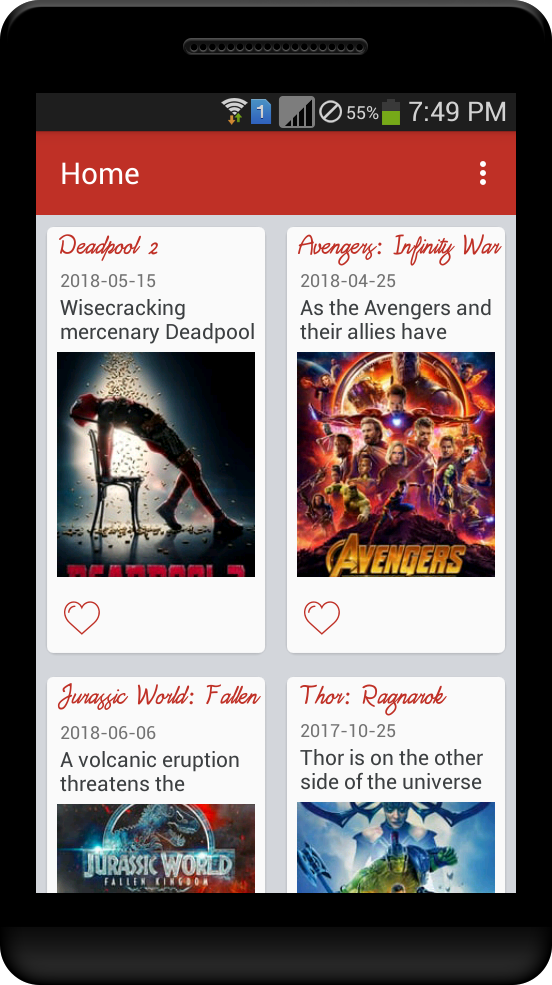 1 55% 7:49 PM
Home
Deadpool 2
2018-05-15
Wisecracking
mercenary Deadpool
DEADPOOL 2
Avengers: Infinity War
2018-04-25
As the Avengers and
their allies have
AVENGERS
Jurassic World: Fallen
2018-06-06
A volcanic eruption
threatens the
JURASSIC WORLD
FALLEN KINGDOM
Thor: Ragnarok
2017-10-25
Thor is on the other
side of the universe